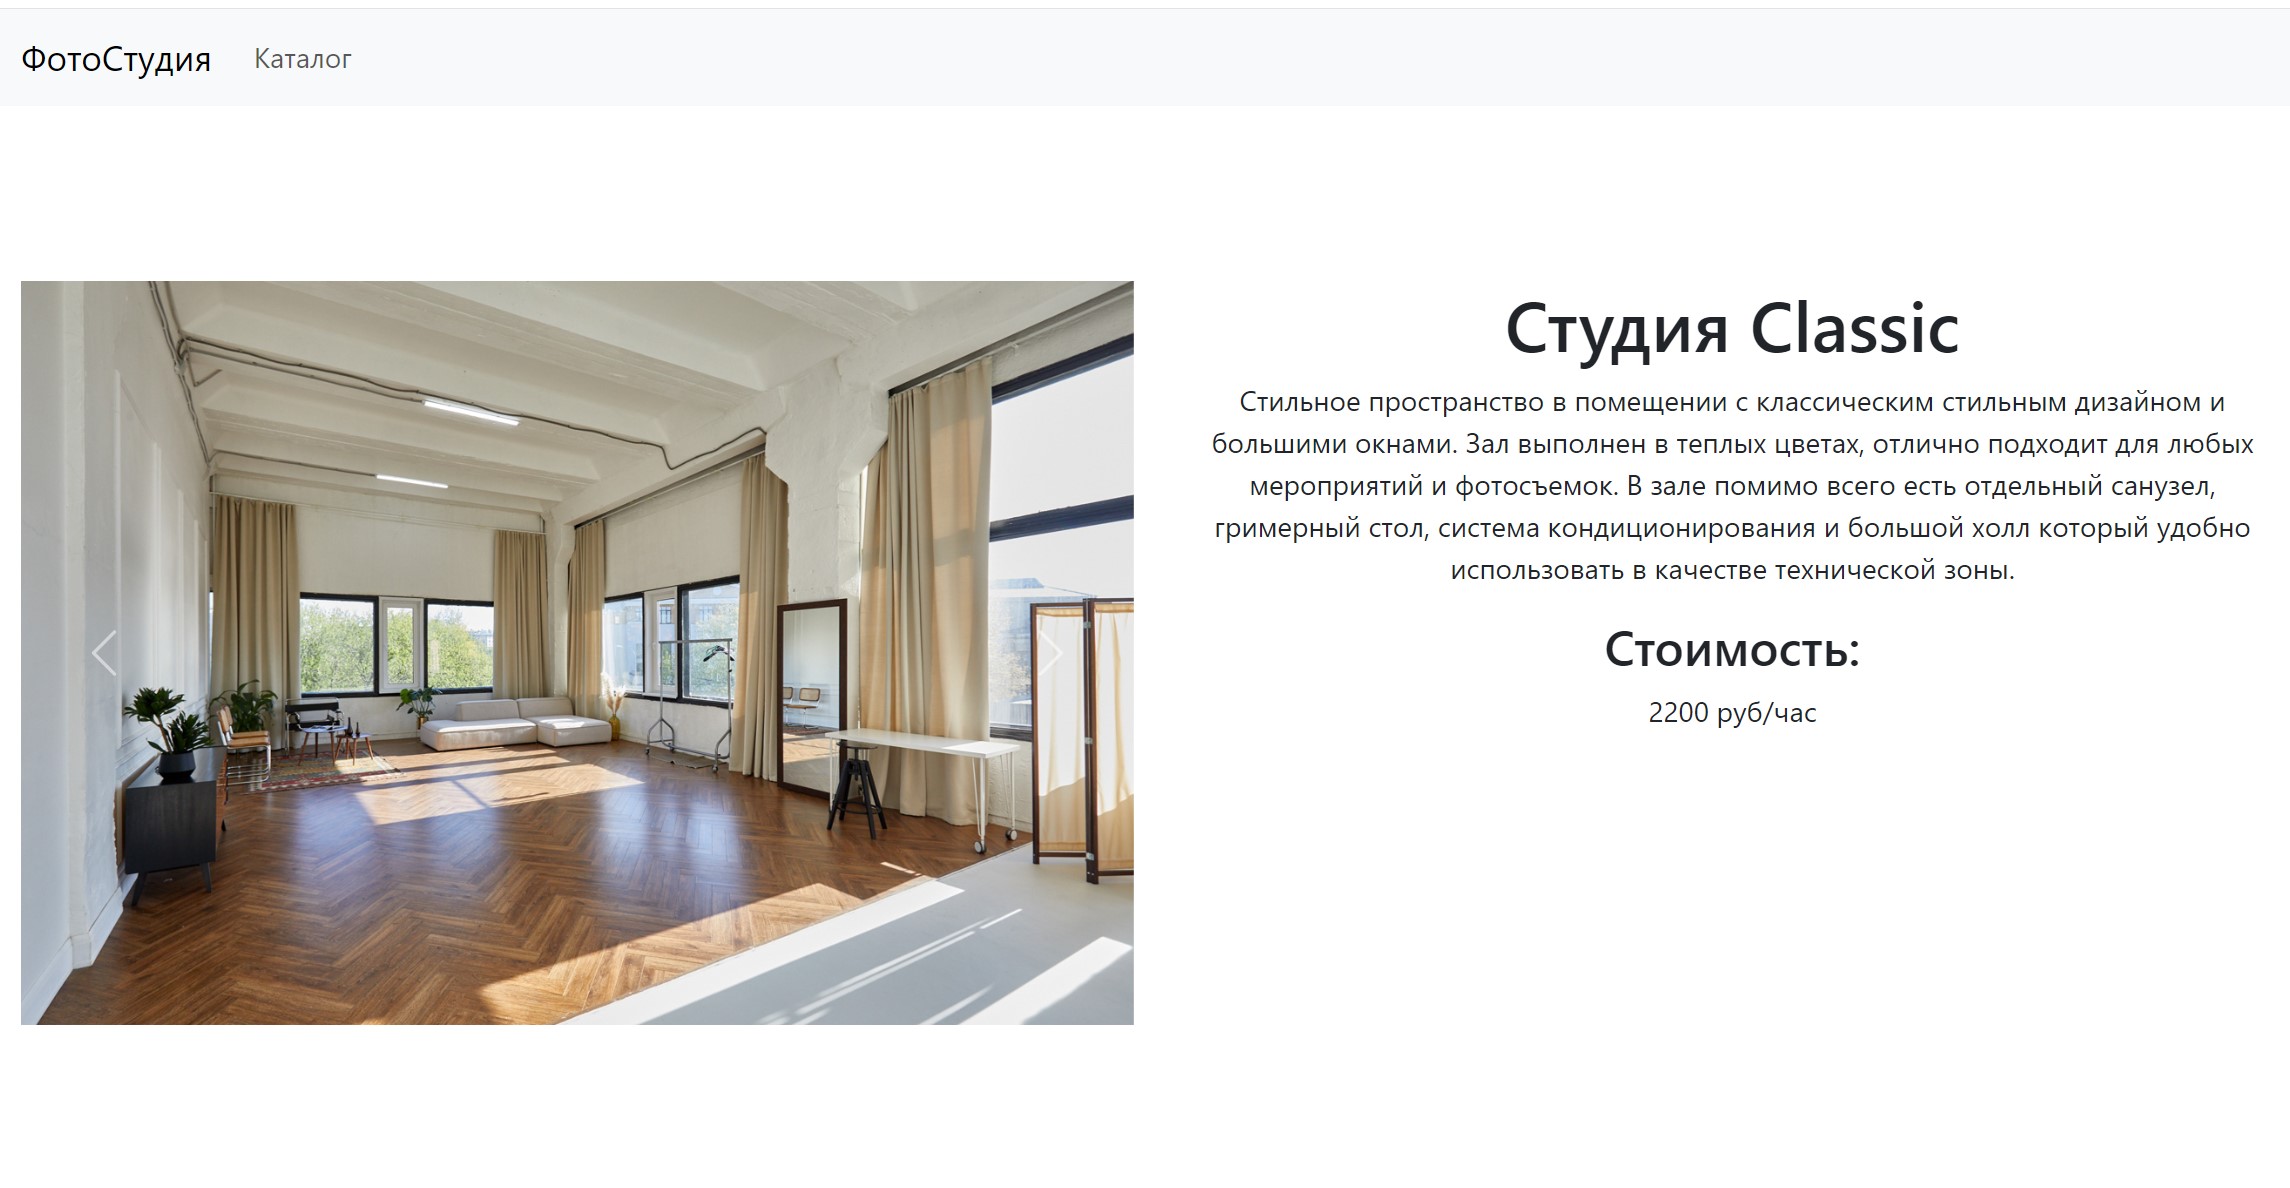 ФотоСтудия Каталог
Студия Classic
Стильное пространство в помещении с классическим стильным дизайном и
большими окнами. Зал выполнен в теплых цветах, отлично подходит для любых
мероприятий и фотосъемок. В зале помимо всего есть отдельный санузел,
гримерный стол, система кондиционирования и большой холл который удобно
использовать в качестве технической зоны.
Стоимость:
2200 руб/час